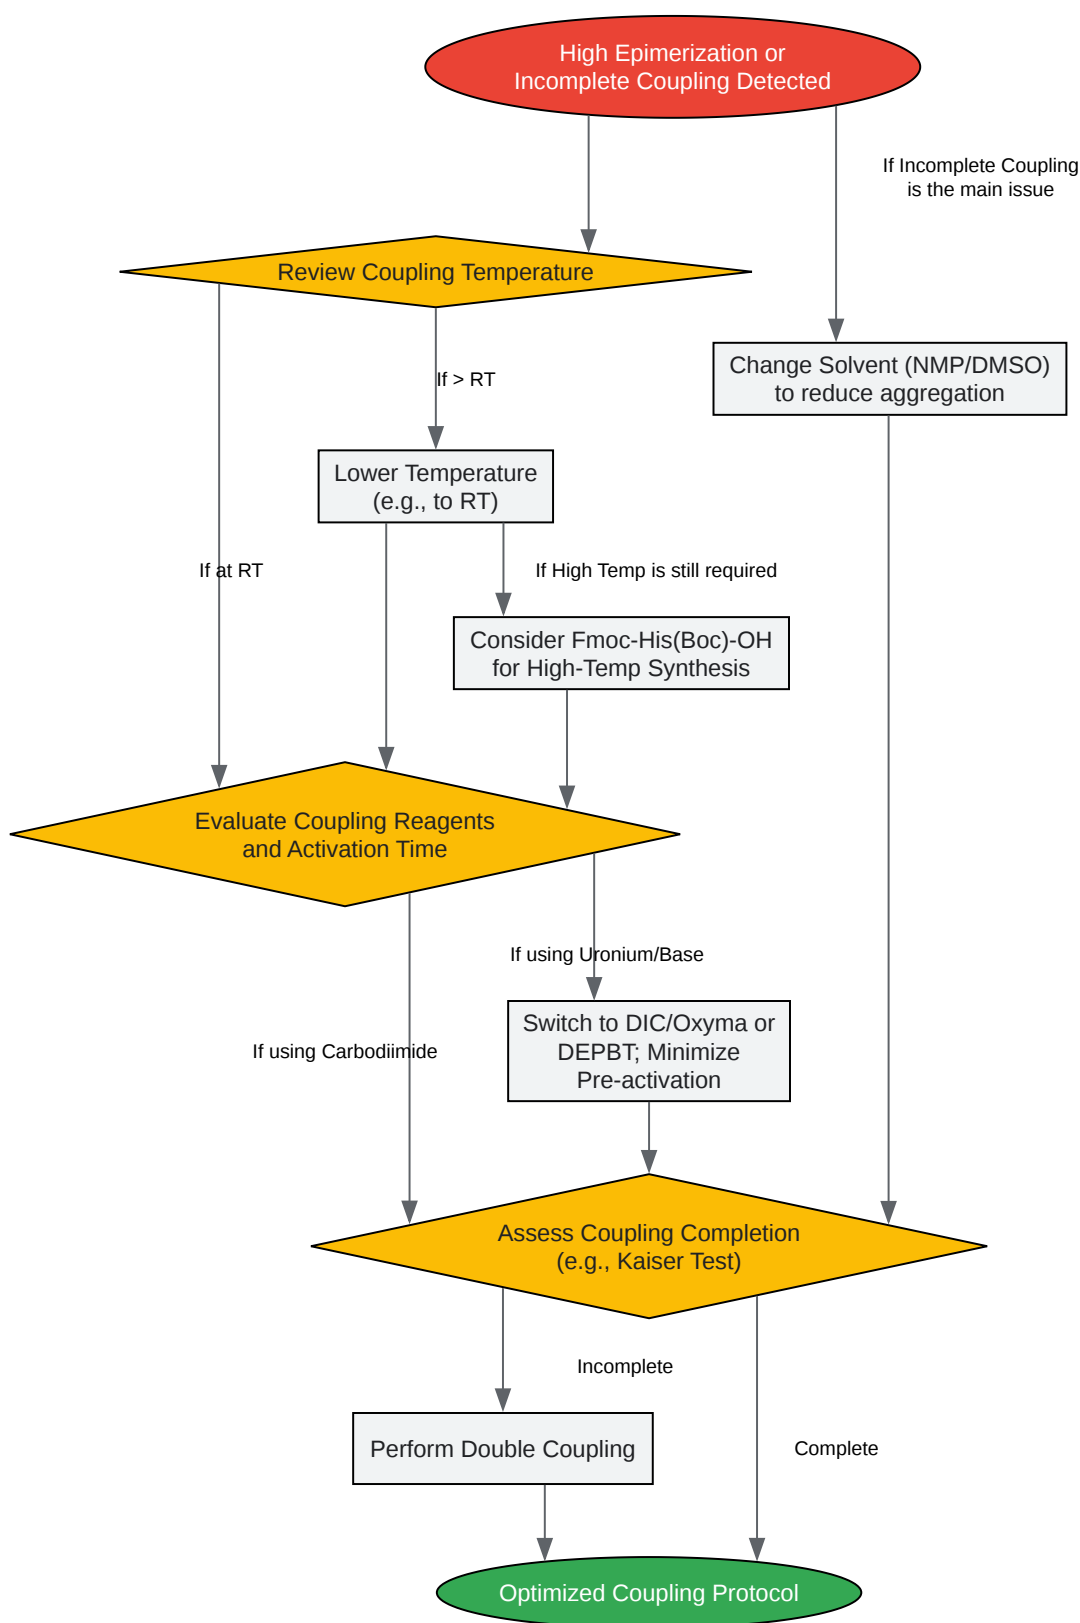 High Epimerization or
Incomplete Coupling Detected
If Incomplete Coupling
is the main issue
Review Coupling Temperature
Change Solvent (NMP/DMSO)
to reduce aggregation
If > RT
Lower Temperature
(e.g., to RT)
If at RT
If High Temp is still required
Consider Fmoc-His(Boc)-OH
for High-Temp Synthesis
Evaluate Coupling Reagents
and Activation Time
If using Uronium/Base
Switch to DIC/Oxyma or
DEPBT; Minimize
Pre-activation
If using Carbodiimide
Assess Coupling Completion
(e.g., Kaiser Test)
Incomplete
Perform Double Coupling
Complete
Optimized Coupling Protocol